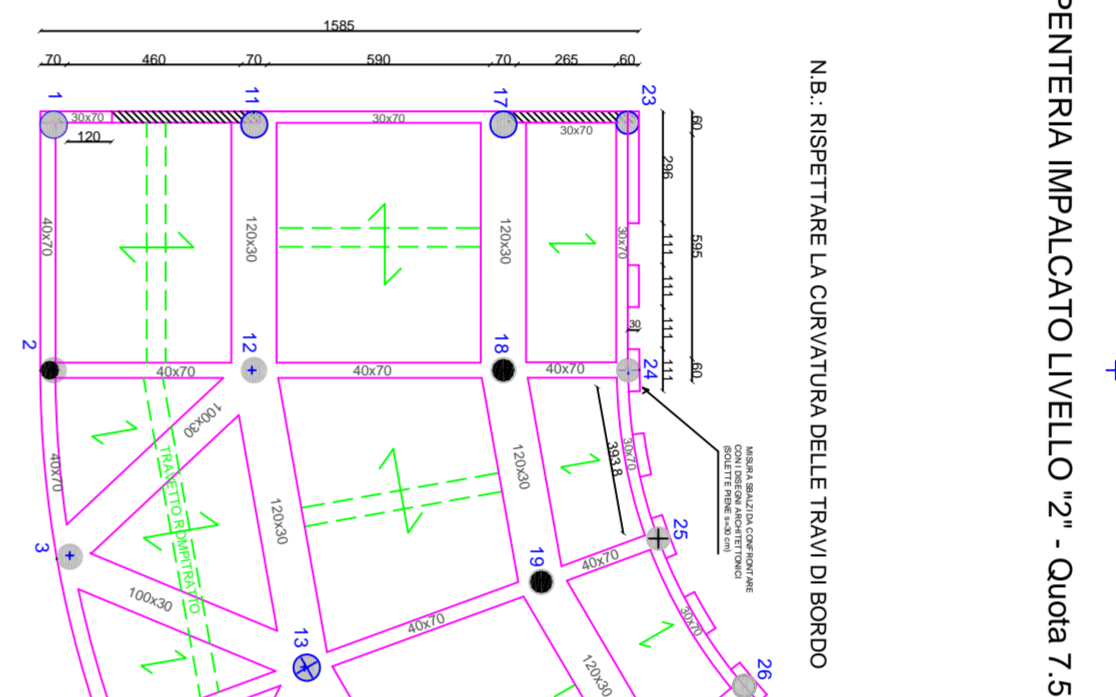 PENTERIA IMPALCATO LIVELLO "2" - Quota 7.5
N.B.: RISPETTARE LA CURVATURA DELLE TRAVI DI BORDO
1585
70 460 70 590 70 265 60
1 11 17 23
30x70 30x70 30x70
120
60
296
595
111
111
111
111
60
30
40x70 120x30 120x30 30x70
2 12 18 24
40x70 40x70 40x70
MISURA SBALZI DA CONFRONTARE
CON I DISEGNI ARCHITETTONICI
(SOLETTE PIENE s=30 cm)
100x30
393.8
30x70
40x70
120x30
120x30
TRAVETTO ROMPITRATTO
3 19 25
40x70
100x30
40x70
30x70
13
120x30
26